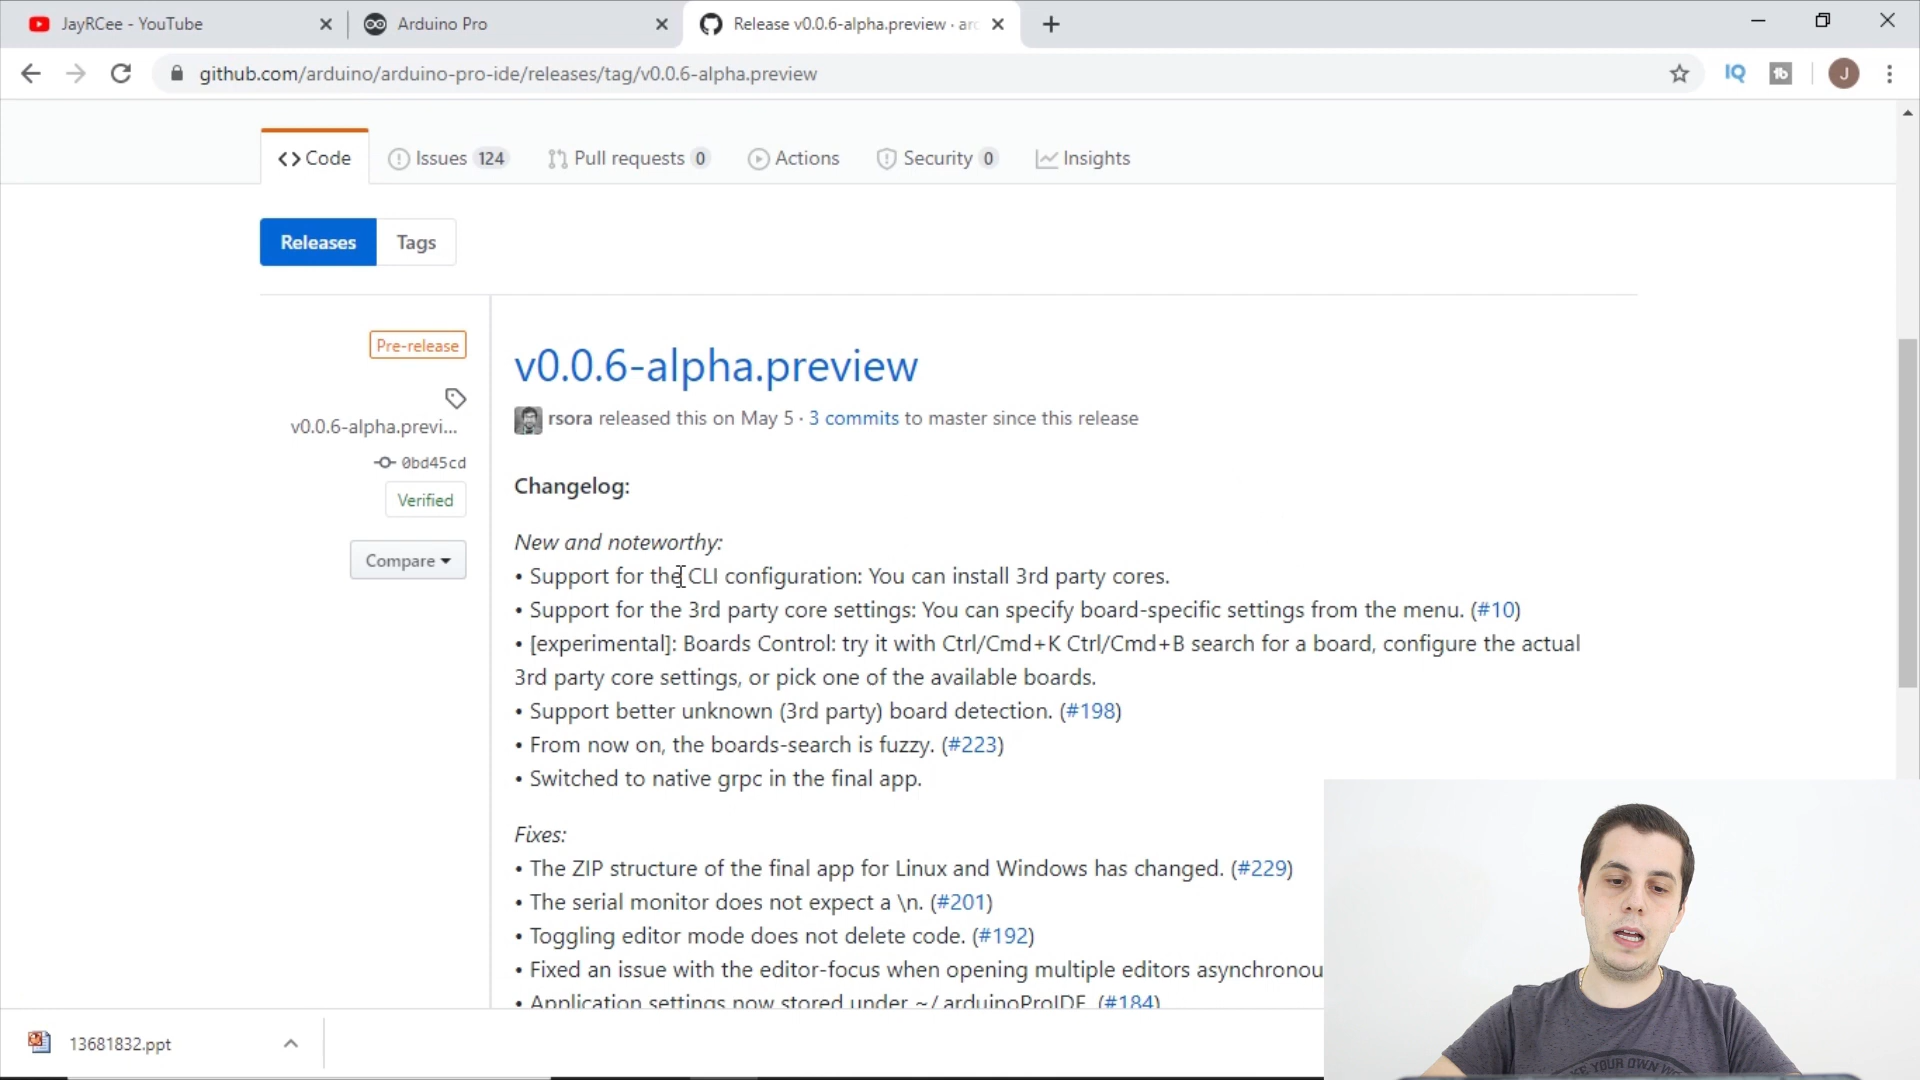 JayRCee - YouTube
Arduino Pro
Release v0.0.6-alpha.preview · arc
github.com/arduino/arduino-pro-ide/releases/tag/v0.0.6-alpha.preview
IQ
tb
J
Code
Issues 124
Pull requests 0
Actions
Security 0
Insights
Releases
Tags
Pre-release
v0.0.6-alpha.previ...
0bd45cd
Verified
Compare
v0.0.6-alpha.preview
rsora released this on May 5 · 3 commits to master since this release
Changelog:
New and noteworthy:
• Support for the CLI configuration: You can install 3rd party cores.
• Support for the 3rd party core settings: You can specify board-specific settings from the menu. (#10)
• [experimental]: Boards Control: try it with Ctrl/Cmd+K Ctrl/Cmd+B search for a board, configure the actual
3rd party core settings, or pick one of the available boards.
• Support better unknown (3rd party) board detection. (#198)
• From now on, the boards-search is fuzzy. (#223)
• Switched to native grpc in the final app.
Fixes:
• The ZIP structure of the final app for Linux and Windows has changed. (#229)
• The serial monitor does not expect a \n. (#201)
• Toggling editor mode does not delete code. (#192)
• Fixed an issue with the editor-focus when opening multiple editors asynchronou
• Application settings now stored under ~/.arduinoProIDE. (#184)
13681832.ppt
YOUR OWN